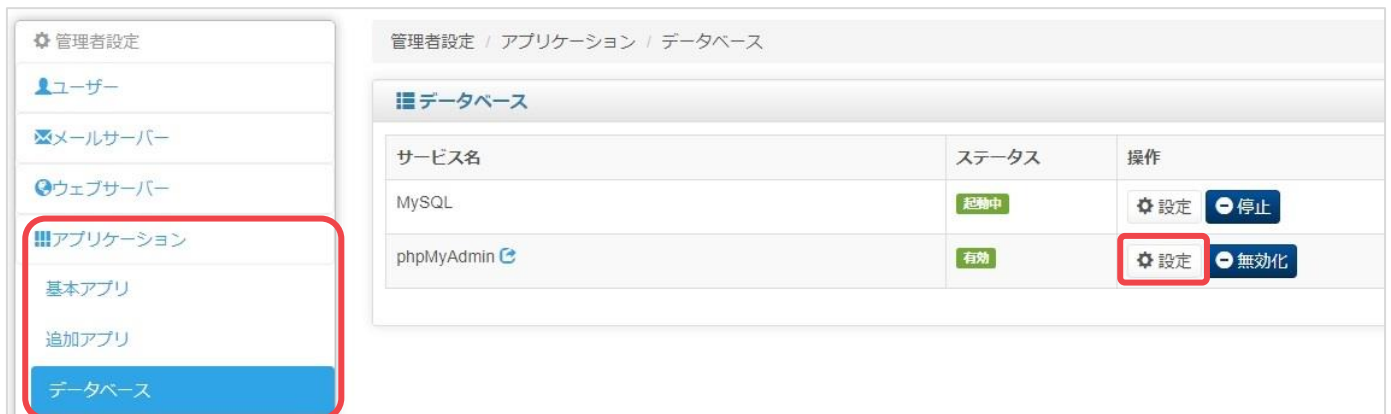 管理者設定
ユーザー
メールサーバー
ウェブサーバー
アプリケーション
基本アプリ
追加アプリ
データベース
管理者設定 / アプリケーション / データベース
データベース
サービス名 ステータス 操作
MySQL 起動中 設定 停止
phpMyAdmin 有効 設定 無効化